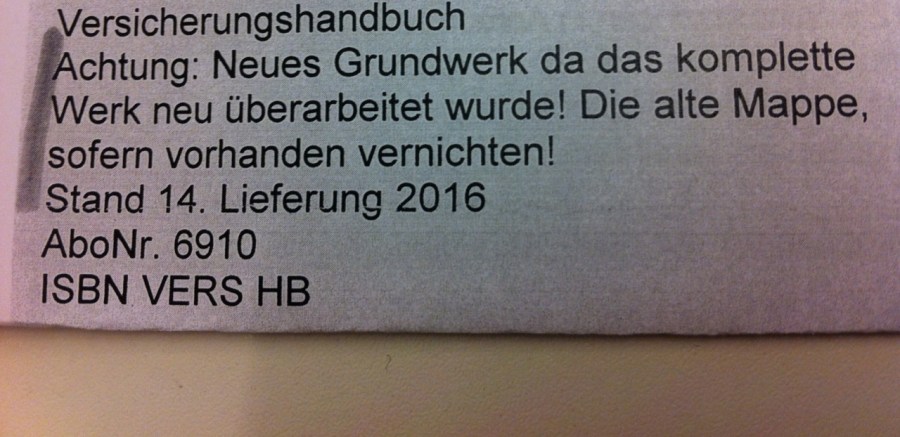 Versicherungshandbuch
Achtung: Neues Grundwerk da das komplette
Werk neu überarbeitet wurde! Die alte Mappe,
sofern vorhanden vernichten!
Stand 14. Lieferung 2016
AboNr. 6910
ISBN VERS HB